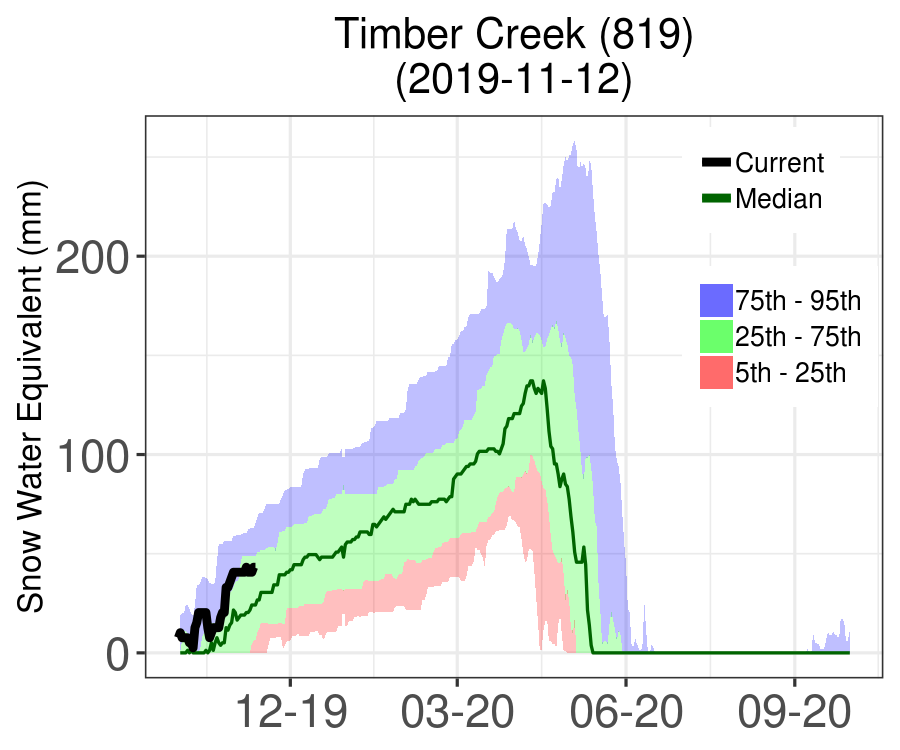 Timber Creek (819)
(2019-11-12)
Snow Water Equivalent (mm)
200
100
0
Current
Median
75th - 95th
25th - 75th
5th - 25th
12-19
03-20
06-20
09-20